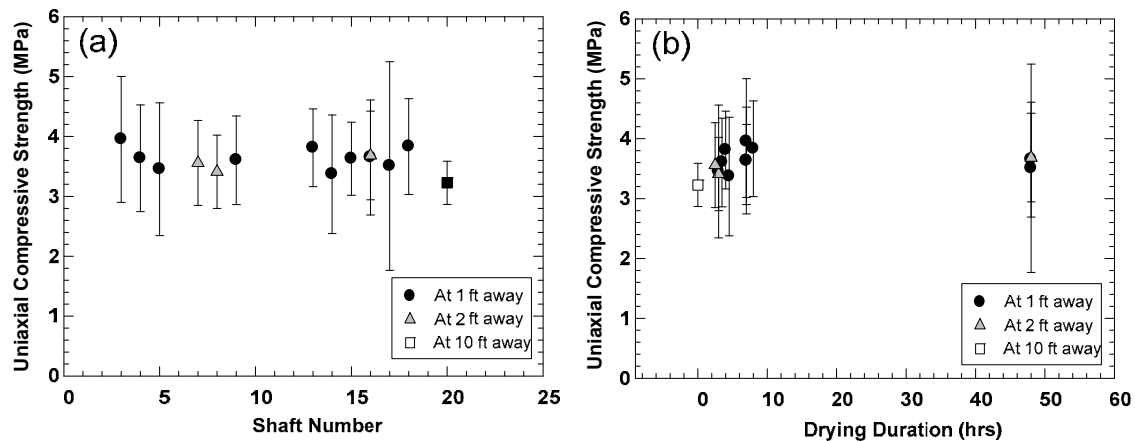 (a)
Uniaxial Compressive Strength (MPa)
6
5
4
3
2
1
0
0 5 10 15 20 25
Shaft Number
At 1 ft away
At 2 ft away
At 10 ft away
(b)
Uniaxial Compressive Strength (MPa)
6
5
4
3
2
1
0
0 10 20 30 40 50 60
Drying Duration (hrs)
At 1 ft away
At 2 ft away
At 10 ft away